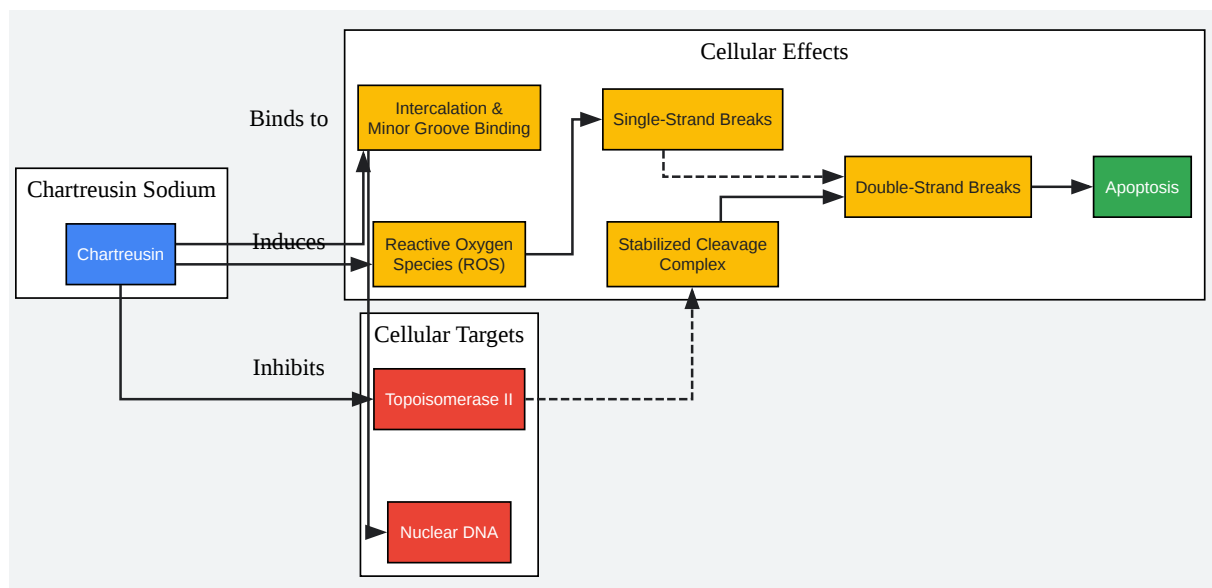 Cellular Effects
Binds to
Intercalation &
Minor Groove Binding
Single-Strand Breaks
Chartreusin Sodium
Double-Strand Breaks
Apoptosis
Chartreusin
Induces
Reactive Oxygen
Species (ROS)
Stabilized Cleavage
Complex
Cellular Targets
Inhibits
Topoisomerase II
Nuclear DNA